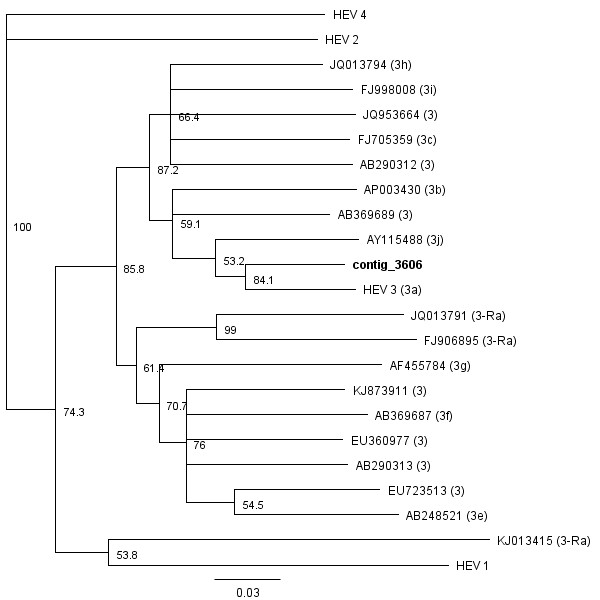 HEV 4
HEV 2
JQ013794 (3h)
FJ998008 (3i)
JQ953664 (3)
66.4
FJ705359 (3c)
AB290312 (3)
87.2
AP003430 (3b)
AB369689 (3)
59.1
100
AY115488 (3j)
53.2
contig_3606
85.8
84.1
HEV 3 (3a)
JQ013791 (3-Ra)
99
FJ906895 (3-Ra)
61.4
AF455784 (3g)
KJ873911 (3)
70.7
74.3
AB369687 (3f)
EU360977 (3)
76
AB290313 (3)
EU723513 (3)
54.5
AB248521 (3e)
KJ013415 (3-Ra)
53.8
HEV 1
0.03